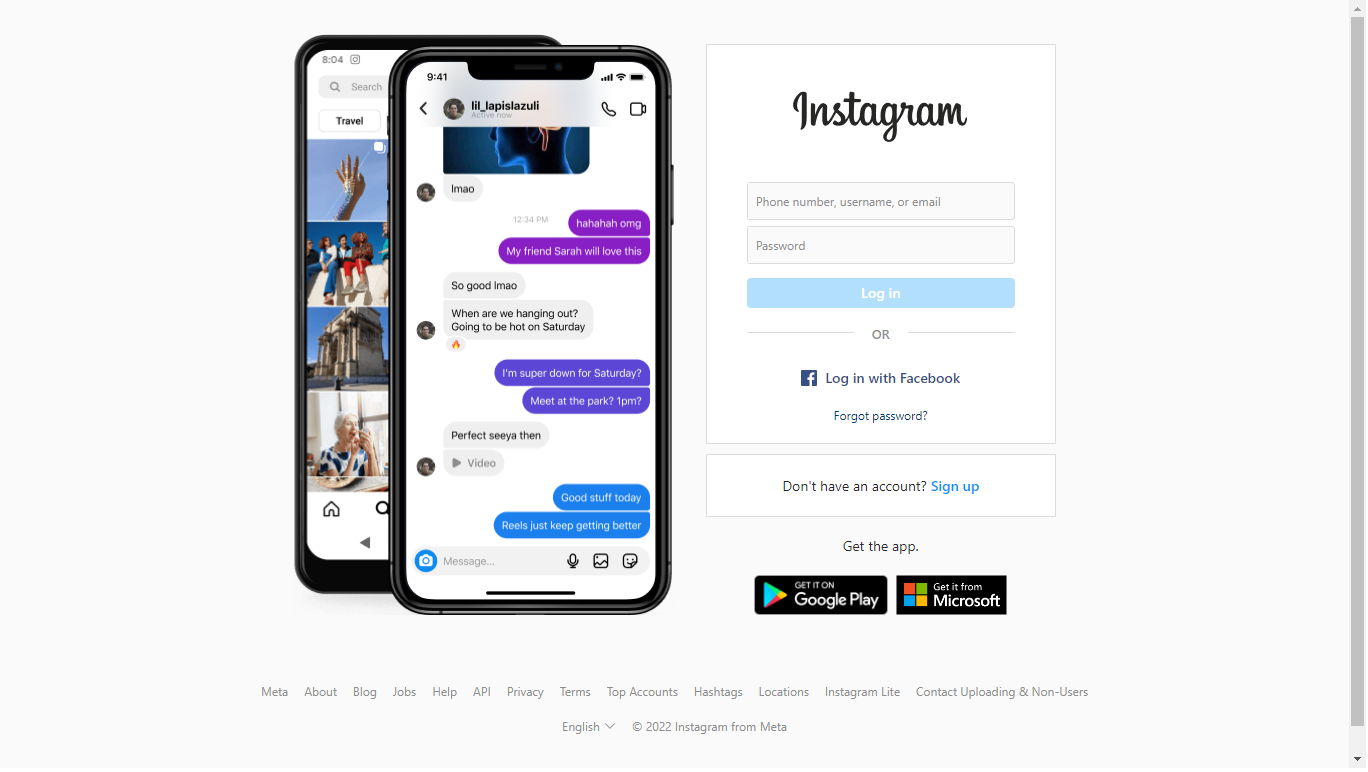 8:04
Search
Travel
9:41
lil_lapislazuli
Active now
lmao
12:34 PM
hahahah omg
My friend Sarah will love this
So good lmao
When are we hanging out?
Going to be hot on Saturday
I'm super down for Saturday?
Meet at the park? 1pm?
Perfect seeya then
Video
Good stuff today
Reels just keep getting better
Message...
Instagram
Phone number, username, or email
Password
Log in
OR
Log in with Facebook
Forgot password?
Don't have an account? Sign up
Get the app.
GET IT ON
Google Play
Get it from
Microsoft
Meta About Blog Jobs Help API Privacy Terms Top Accounts Hashtags Locations Instagram Lite Contact Uploading & Non-Users
English © 2022 Instagram from Meta